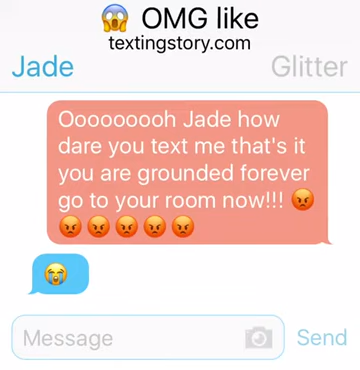 😱 OMG like
textingstory.com
Jade Glitter
Ooooooooh Jade how
dare you text me that's it
you are grounded forever
go to your room now!!! 😡
😡😡😡😡😡
😭
Message Send